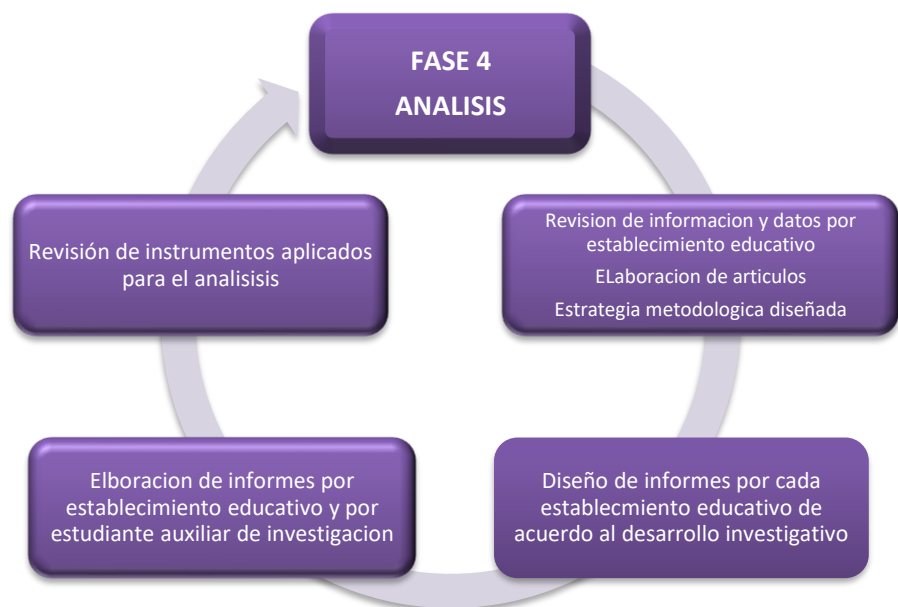 FASE 4
ANALISIS
Revision de informacion y datos por
establecimiento educativo
ELaboracion de articulos
Estrategia metodologica diseñada
Diseño de informes por cada
establecmiento educativo de
acuerdo al desarrollo investigativo
Elboracion de informes por
establecimiento educativo y por
estudiante auxiliar de investigacion
Revisión de instrumentos aplicados
para el analisisis